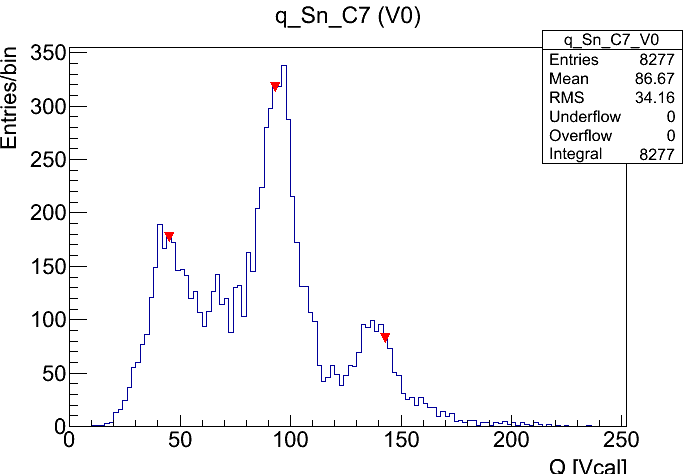 q_Sn_C7 (V0)
q_Sn_C7_V0
Entries 8277
Mean 86.67
RMS 34.16
Underflow 0
Overflow 0
Integral 8277
Entries/bin
350
300
250
200
150
100
50
0
0 50 100 150 200 250
Q [Vcal]